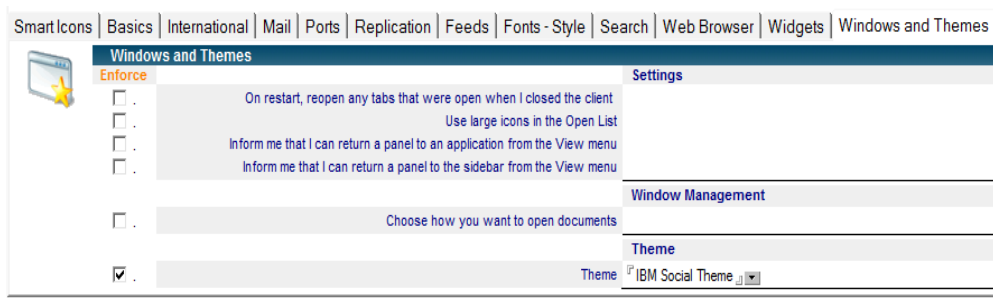 Smart Icons | Basics | International | Mail | Ports | Replication | Feeds | Fonts - Style | Search | Web Browser | Widgets | Windows and Themes
Windows and Themes
Enforce Settings
. On restart, reopen any tabs that were open when I closed the client
. Use large icons in the Open List
. Inform me that I can return a panel to an application from the View menu
. Inform me that I can return a panel to the sidebar from the View menu
Window Management
. Choose how you want to open documents
Theme
. Theme IBM Social Theme